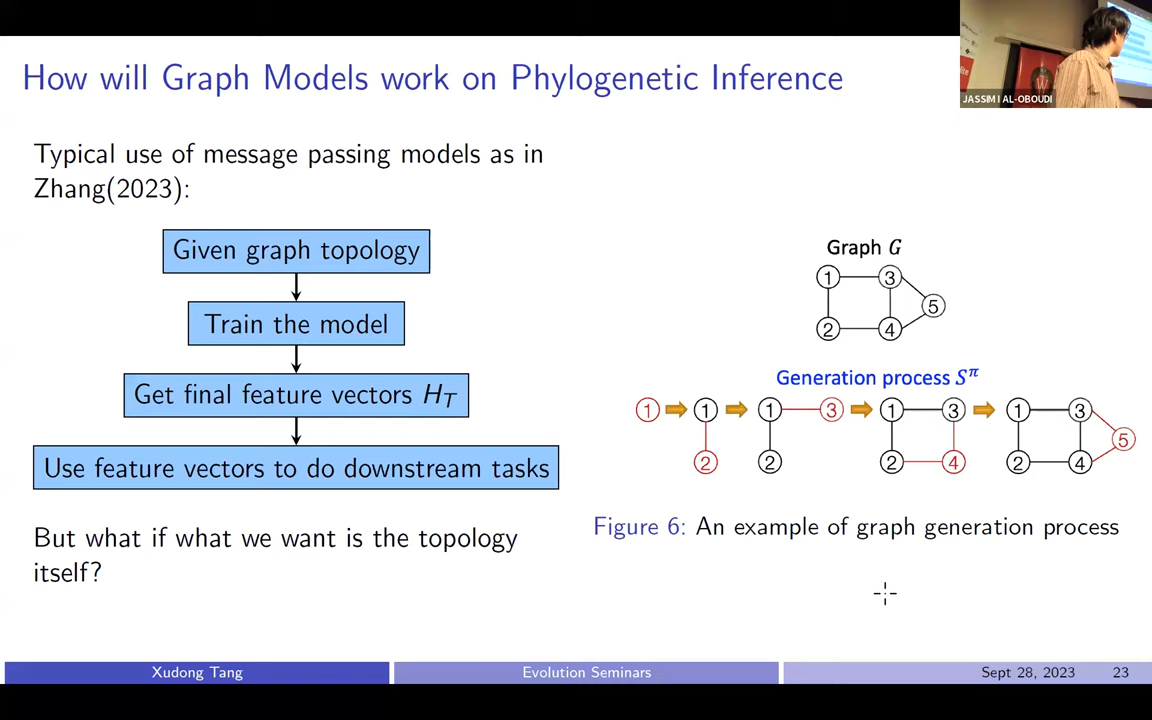 How will Graph Models work on Phylogenetic Inference
JASSIM I AL-OBOUDI
Typical use of message passing models as in
Zhang(2023):
Given graph topology
Train the model
Get final feature vectors H_T
Use feature vectors to do downstream tasks
But what if what we want is the topology
itself?
Graph G
1 3
5
2 4
Generation process S^π
1 1 1 3 1 3 1 3
5
2 2 2 4 2 4
Figure 6: An example of graph generation process
Xudong Tang Evolution Seminars Sept 28, 2023 23